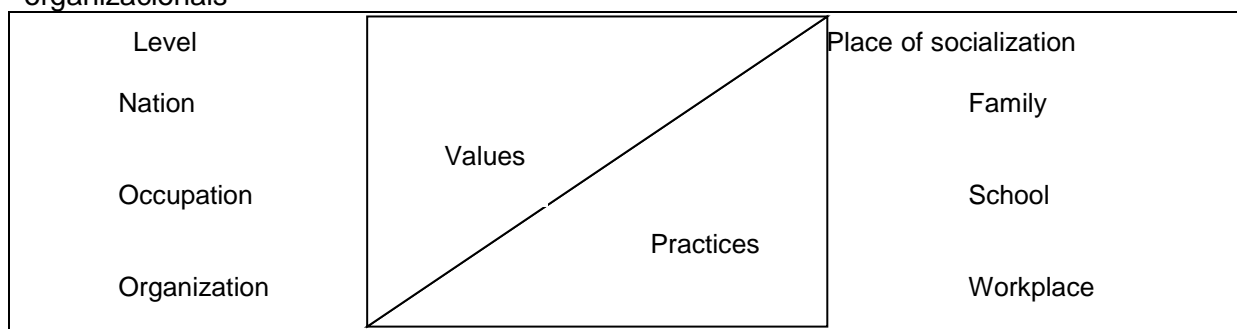 organizacionais
Level Place of socialization
Nation Family
Values
Occupation School
Practices
Organization Workplace